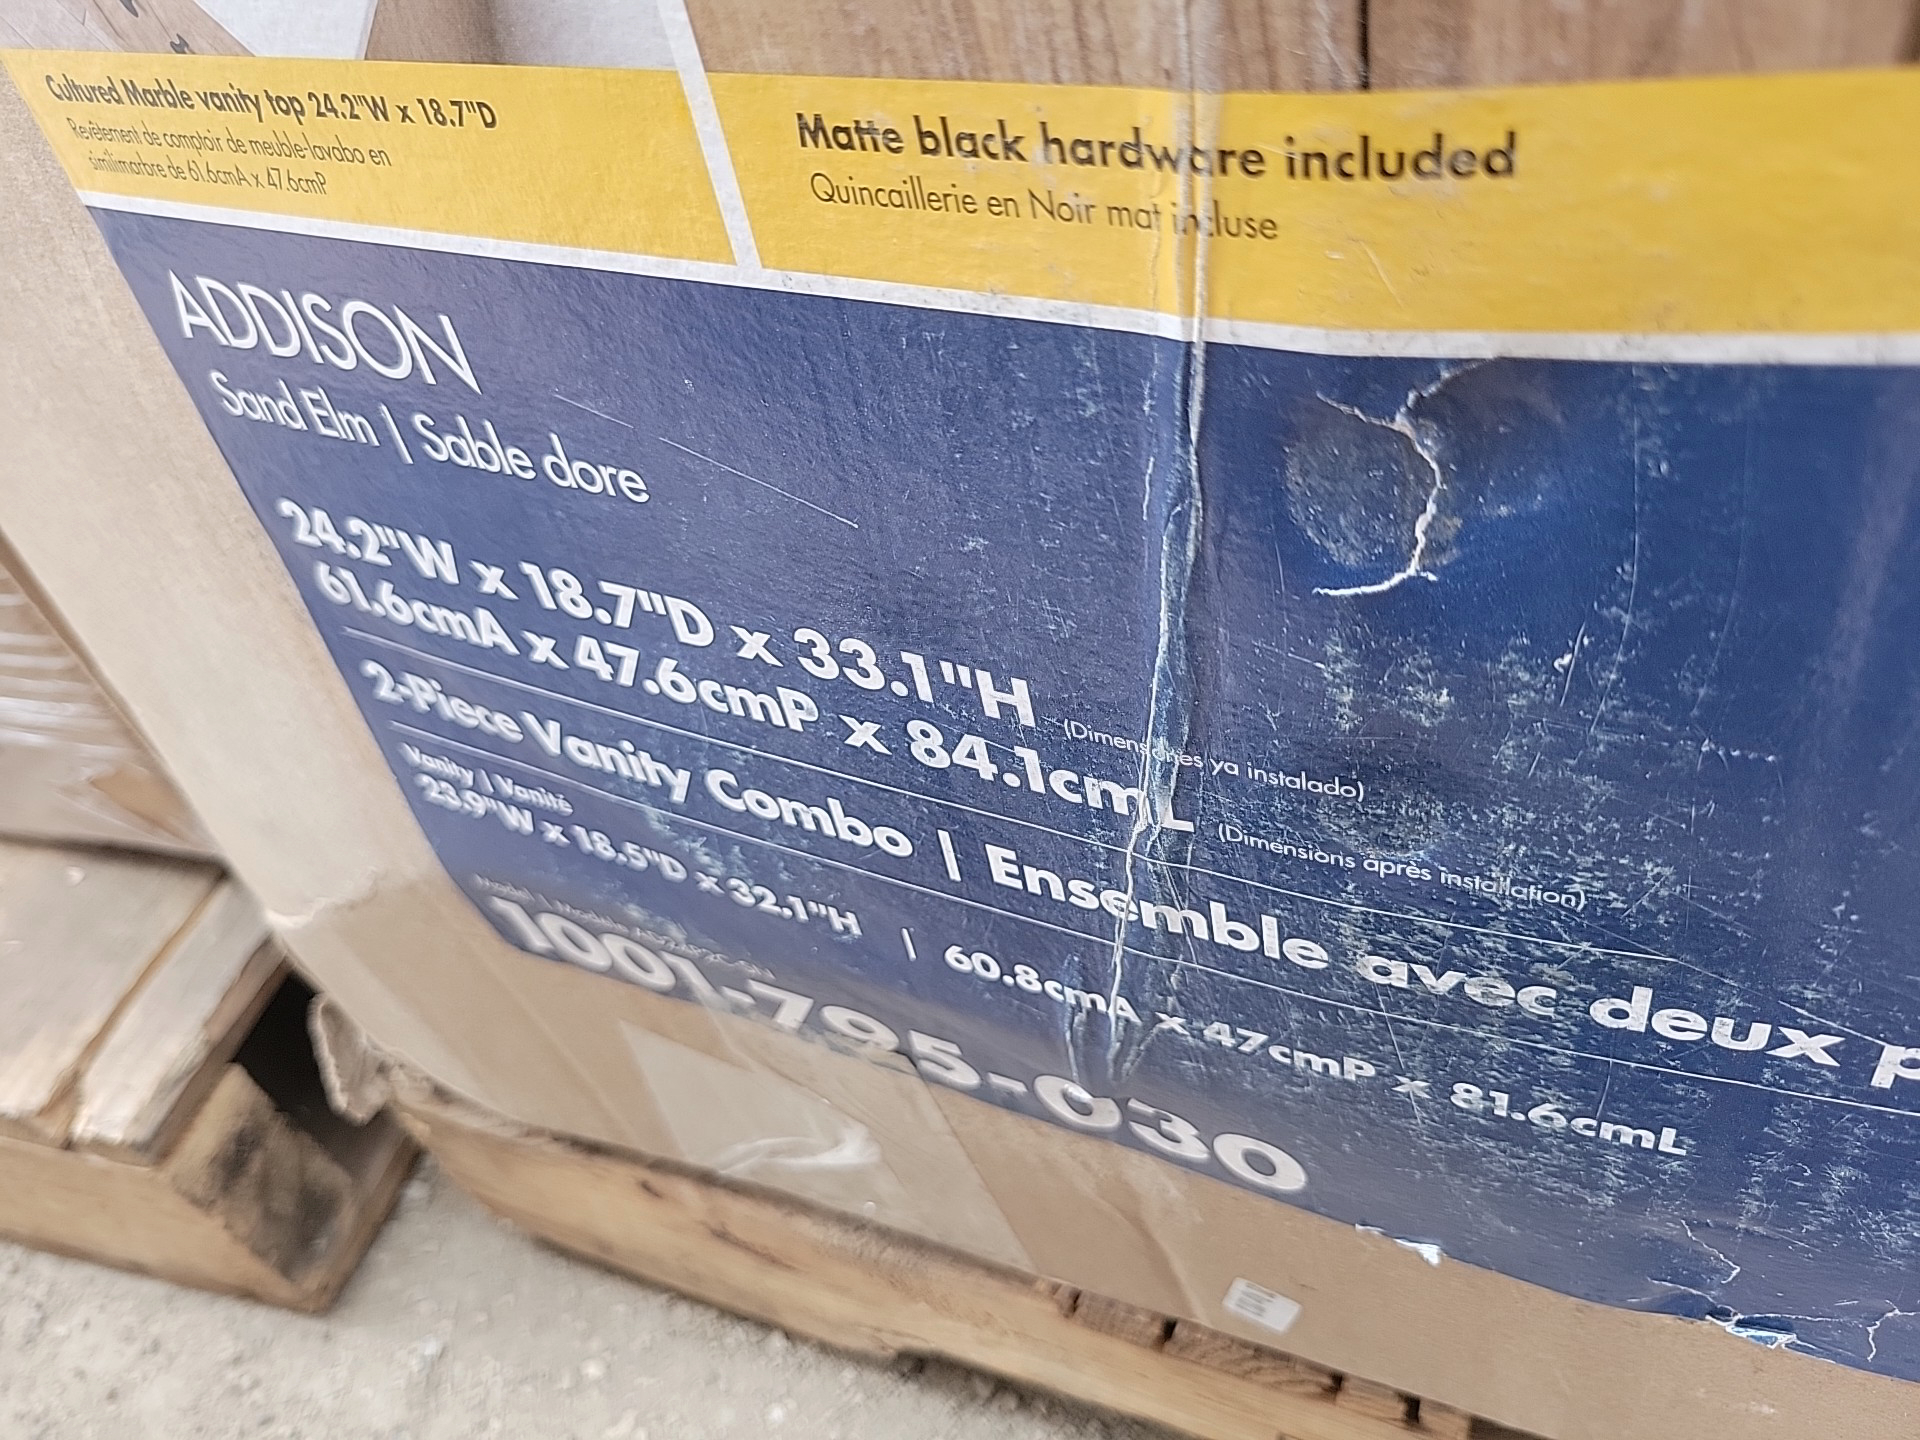 Cultured Marble vanity top 24.2"W x 18.7"D
Revêtement de comptoir de meuble-lavabo en
similimarbre de 61.6cmA x 47.6cmP
Matte black hardware included
Quincaillerie en Noir mat incluse
ADDISON
Sand Elm | Sable dore
24.2"W x 18.7"D x 33.1"H (Dimensiones ya instalado)
61.6cmA x 47.6cmP x 84.1cmL (Dimensions après installation)
2-Piece Vanity Combo | Ensemble avec deux p
Vanity | Vanité
23.9"W x 18.5"D x 32.1"H | 60.8cmA x 47cmP x 81.6cmL
Model | Modèle
1001-795-030